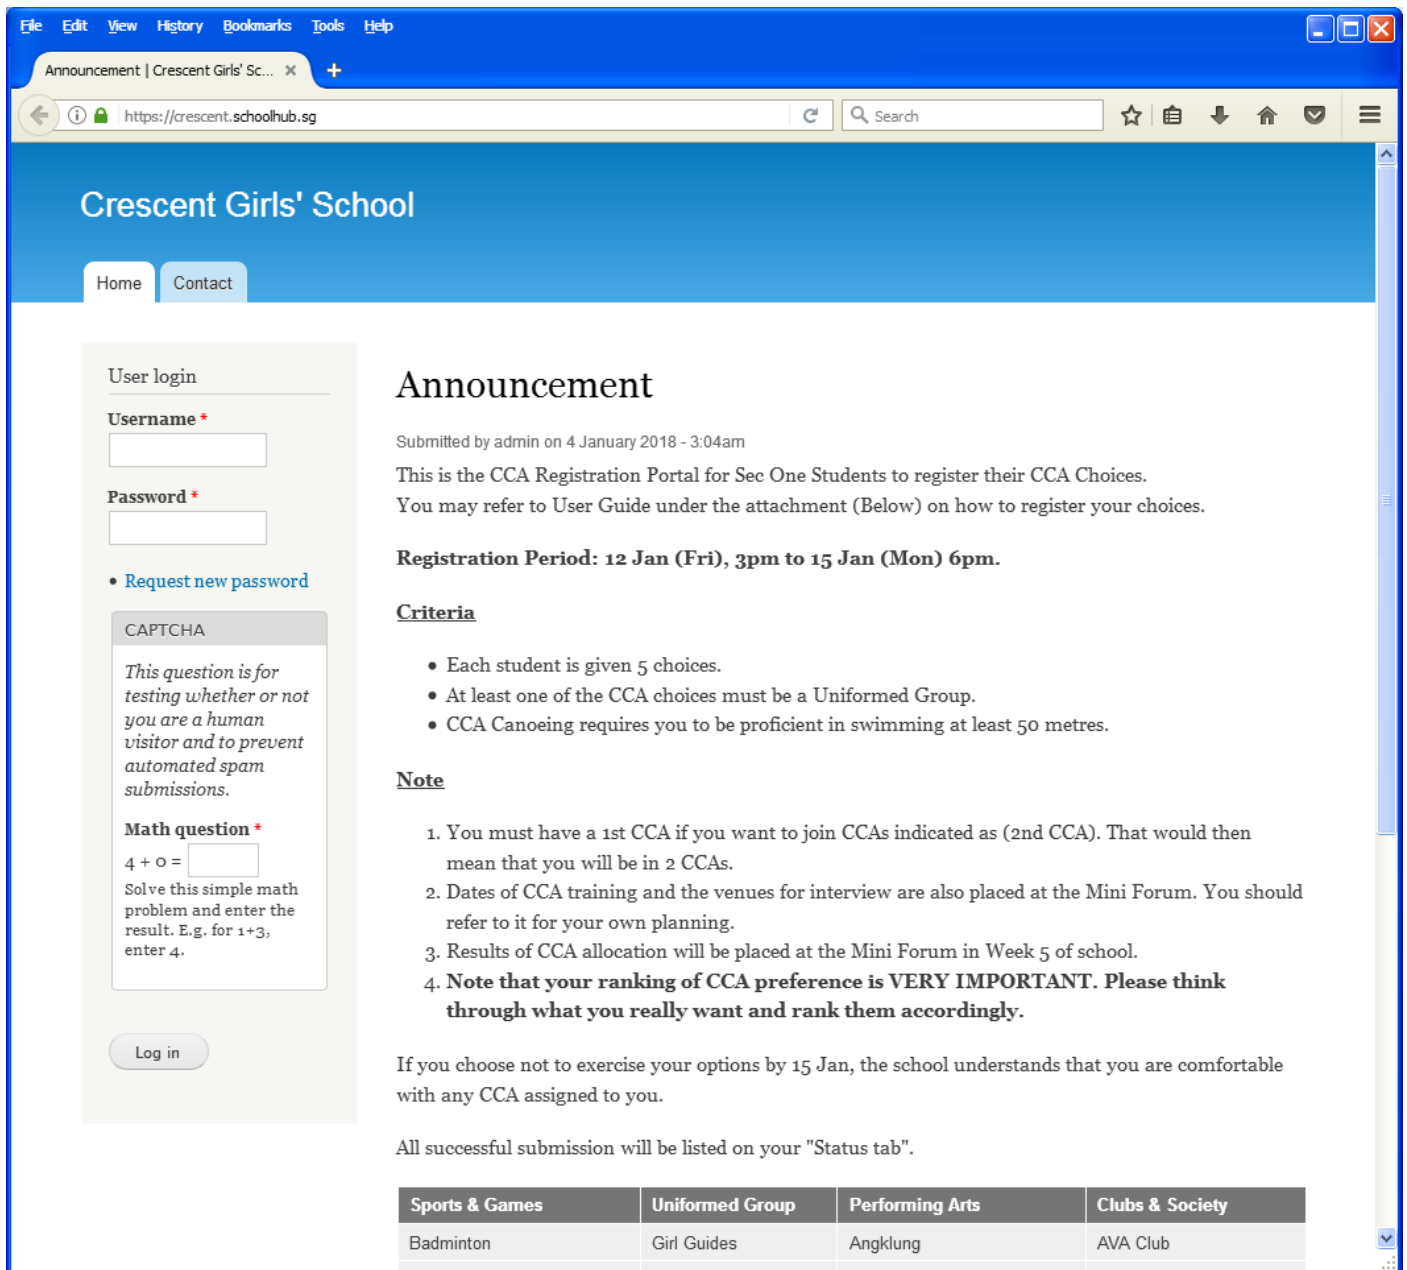 File Edit View History Bookmarks Tools Help
Announcement | Crescent Girls' Sc...
https://crescent.schoolhub.sg
Search
Crescent Girls' School
Home Contact
User login
Username *
Password *
Request new password
CAPTCHA
This question is for
testing whether or not
you are a human
visitor and to prevent
automated spam
submissions.
Math question *
4 + 0 =
Solve this simple math
problem and enter the
result. E.g. for 1+3,
enter 4.
Log in
Announcement
Submitted by admin on 4 January 2018 - 3:04am
This is the CCA Registration Portal for Sec One Students to register their CCA Choices.
You may refer to User Guide under the attachment (Below) on how to register your choices.
Registration Period: 12 Jan (Fri), 3pm to 15 Jan (Mon) 6pm.
Criteria
• Each student is given 5 choices.
• At least one of the CCA choices must be a Uniformed Group.
• CCA Canoeing requires you to be proficient in swimming at least 50 metres.
Note
1. You must have a 1st CCA if you want to join CCAs indicated as (2nd CCA). That would then
mean that you will be in 2 CCAs.
2. Dates of CCA training and the venues for interview are also placed at the Mini Forum. You should
refer to it for your own planning.
3. Results of CCA allocation will be placed at the Mini Forum in Week 5 of school.
4. Note that your ranking of CCA preference is VERY IMPORTANT. Please think
through what you really want and rank them accordingly.
If you choose not to exercise your options by 15 Jan, the school understands that you are comfortable
with any CCA assigned to you.
All successful submission will be listed on your "Status tab".
Sports & Games Uniformed Group Performing Arts Clubs & Society
Badminton Girl Guides Angklung AVA Club